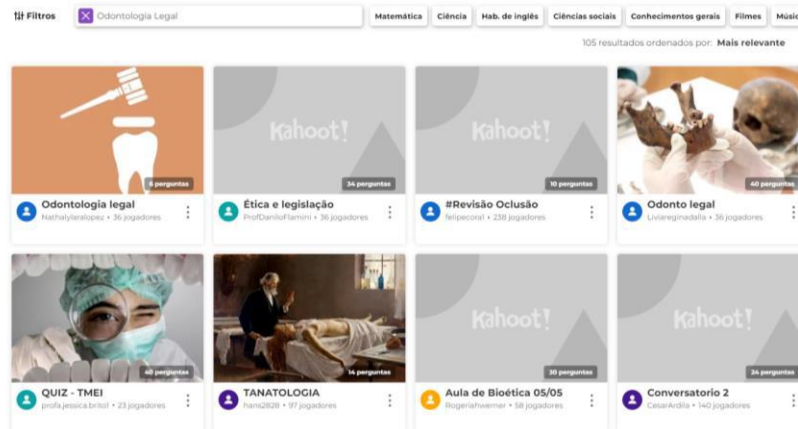 Filtros
Odontologia Legal
Matemática
Ciência
Hab. de inglês
Ciências sociais
Conhecimentos gerais
Filmes
105 resultados ordenados por: Mais relevante
Kahoot!
Kahoot!
6 perguntas
34 perguntas
10 perguntas
40 perguntas
Odontologia legal
Nathalylaralopez • 36 jogadores
Ética e legislação
ProfDaniloFlamini • 36 jogadores
#Revisão Oclusão
felipecoral • 238 jogadores
Odonto legal
Liviareginadalla • 38 jogadores
Kahoot!
Kahoot!
40 perguntas
14 perguntas
30 perguntas
24 perguntas
QUIZ - TMEI
profa.jessica.brito1 • 23 jogadores
TANATOLOGIA
hans2828 • 97 jogadores
Aula de Bioética 05/05
Rogeriahwerner • 58 jogadores
Conversatorio 2
CesarArdila • 140 jogadores